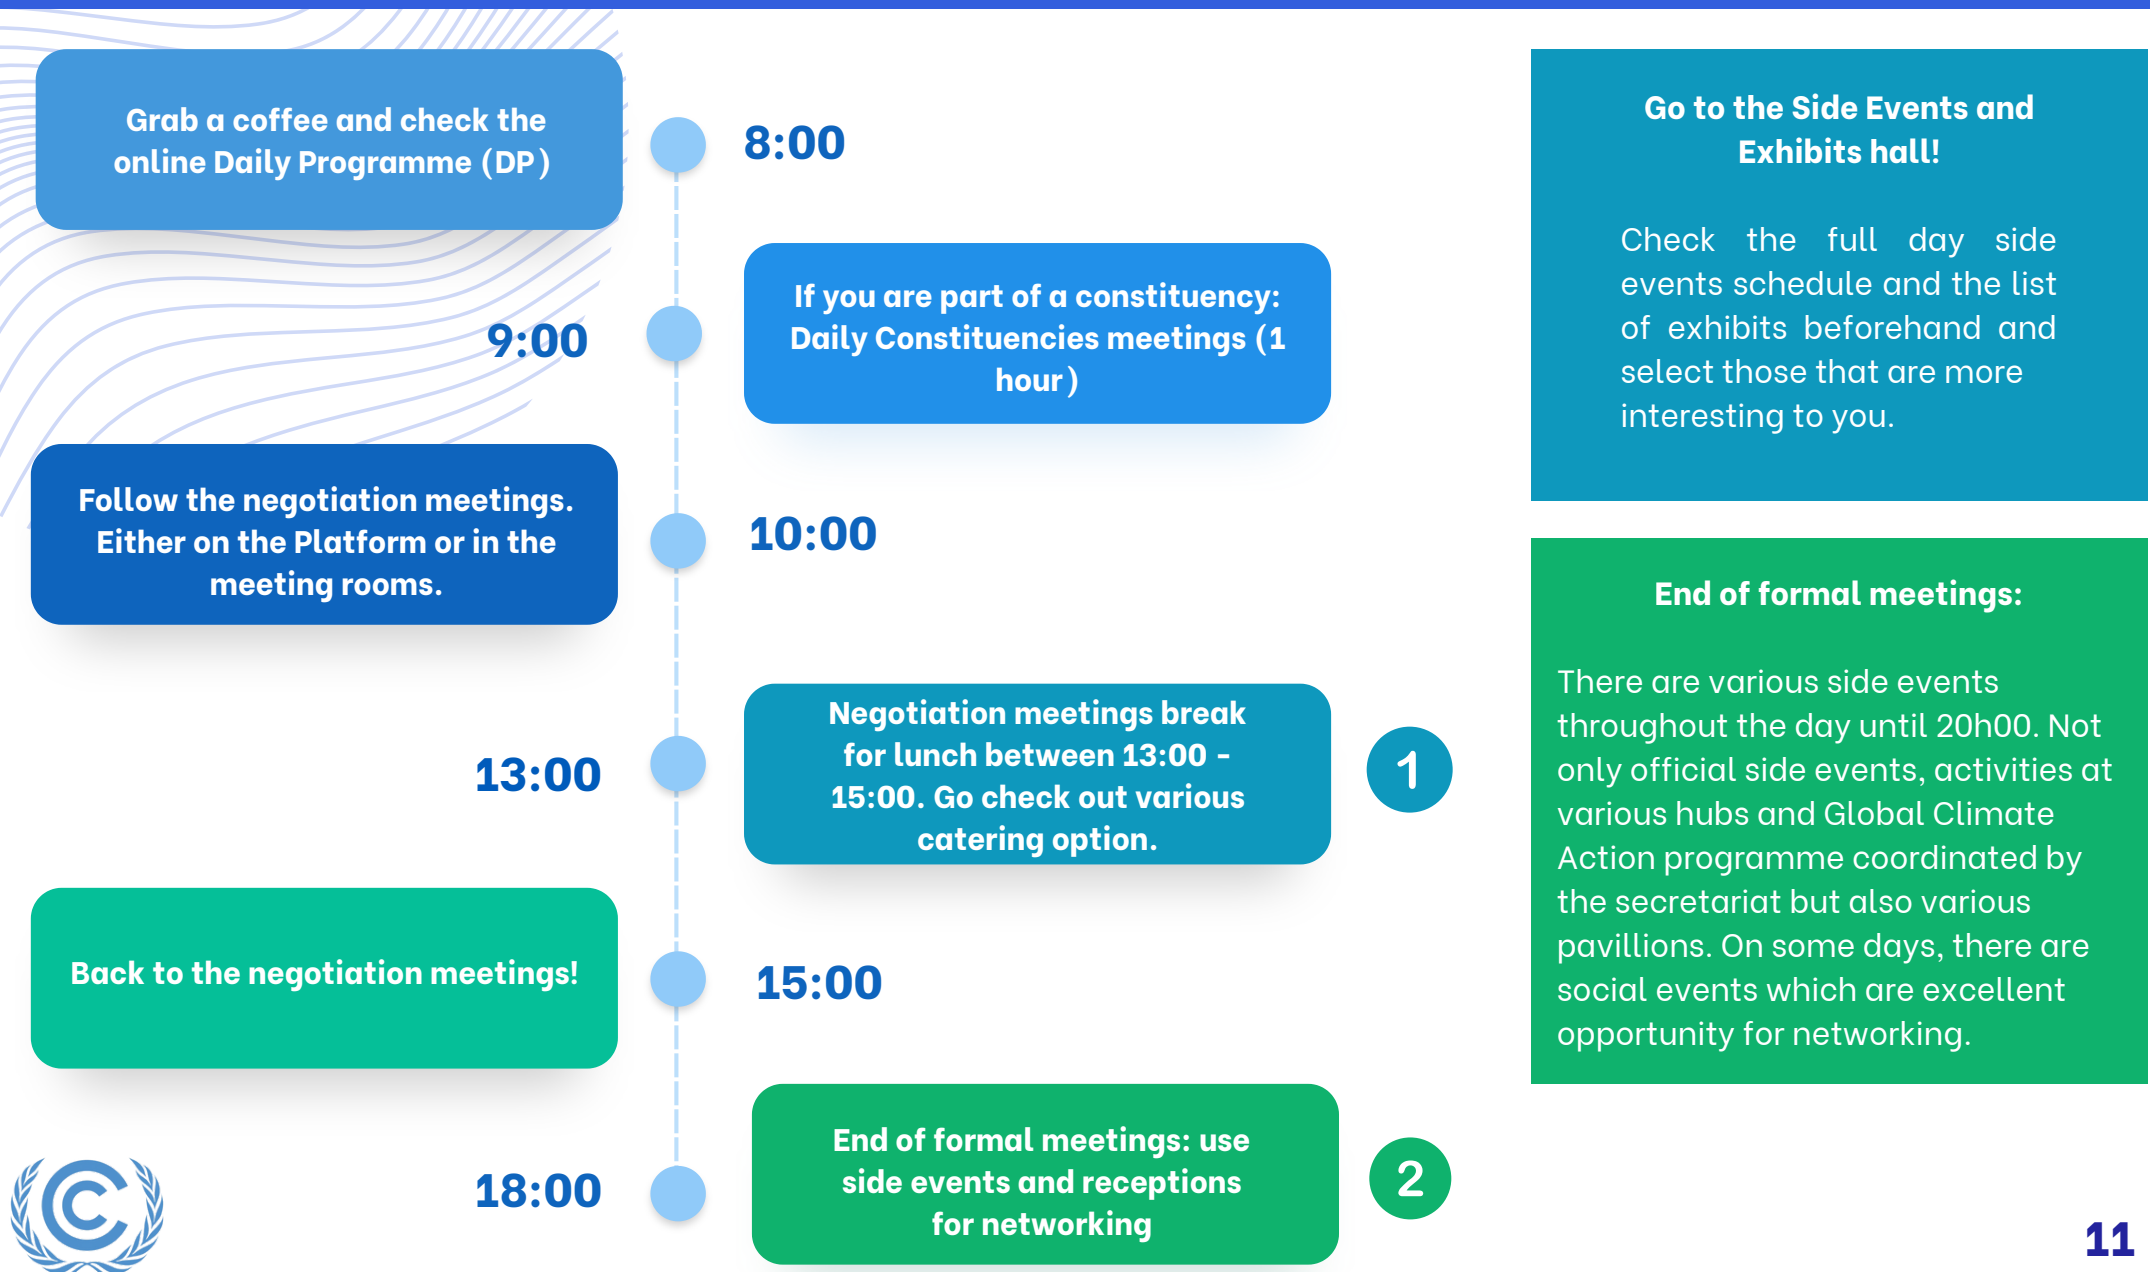 Grab a coffee and check the
online Daily Programme (DP)
8:00
9:00
If you are part of a constituency:
Daily Constituencies meetings (1
hour)
Follow the negotiation meetings.
Either on the Platform or in the
meeting rooms.
10:00
13:00
Negotiation meetings break
for lunch between 13:00 -
15:00. Go check out various
catering option.
1
Back to the negotiation meetings!
15:00
18:00
End of formal meetings: use
side events and receptions
for networking
2
Go to the Side Events and
Exhibits hall!
Check the full day side
events schedule and the list
of exhibits beforehand and
select those that are more
interesting to you.
End of formal meetings:
There are various side events
throughout the day until 20h00. Not
only official side events, activities at
various hubs and Global Climate
Action programme coordinated by
the secretariat but also various
pavillions. On some days, there are
social events which are excellent
opportunity for networking.
11